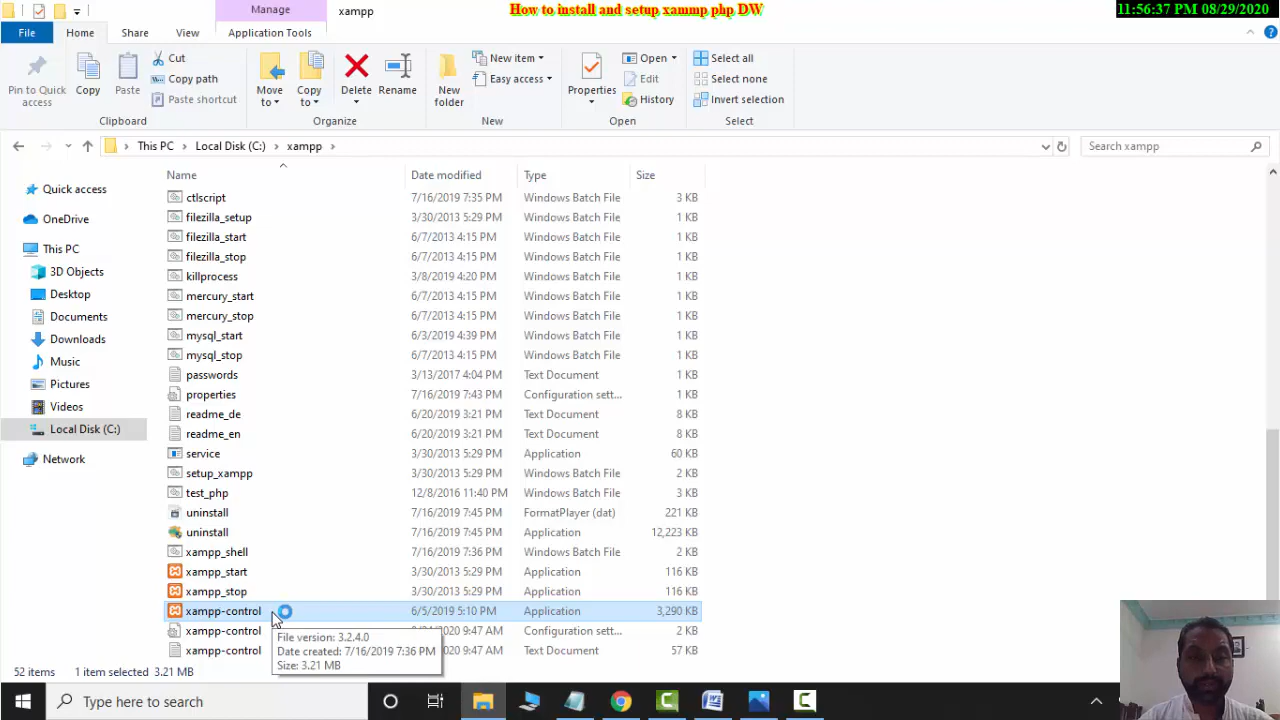 Manage
xampp
How to install and setup xammp php DW
11:56:37 PM 08/29/2020
File
Home
Share
View
Application Tools
Pin to Quick access
Copy
Paste
Cut
Copy path
Paste shortcut
Clipboard
Move to
Copy to
Delete
Rename
Organize
New folder
New item
Easy access
New
Properties
Open
Edit
History
Open
Select all
Select none
Invert selection
Select
This PC
Local Disk (C:)
xampp
Search xampp
Quick access
OneDrive
This PC
3D Objects
Desktop
Documents
Downloads
Music
Pictures
Videos
Local Disk (C:)
Network
Name Date modified Type Size
ctlscript 7/16/2019 7:35 PM Windows Batch File 3 KB
filezilla_setup 3/30/2013 5:29 PM Windows Batch File 1 KB
filezilla_start 6/7/2013 4:15 PM Windows Batch File 1 KB
filezilla_stop 6/7/2013 4:15 PM Windows Batch File 1 KB
killprocess 3/8/2019 4:20 PM Windows Batch File 1 KB
mercury_start 6/7/2013 4:15 PM Windows Batch File 1 KB
mercury_stop 6/7/2013 4:15 PM Windows Batch File 1 KB
mysql_start 6/3/2019 4:39 PM Windows Batch File 1 KB
mysql_stop 6/7/2013 4:15 PM Windows Batch File 1 KB
passwords 3/13/2017 4:04 PM Text Document 1 KB
properties 7/16/2019 7:43 PM Configuration sett... 1 KB
readme_de 6/20/2019 3:21 PM Text Document 8 KB
readme_en 6/20/2019 3:21 PM Text Document 8 KB
service 3/30/2013 5:29 PM Application 60 KB
setup_xampp 3/30/2013 5:29 PM Windows Batch File 2 KB
test_php 12/8/2016 11:40 PM Windows Batch File 3 KB
uninstall 7/16/2019 7:45 PM FormatPlayer (dat) 221 KB
uninstall 7/16/2019 7:45 PM Application 12,223 KB
xampp_shell 7/16/2019 7:36 PM Windows Batch File 2 KB
xampp_start 3/30/2013 5:29 PM Application 116 KB
xampp_stop 3/30/2013 5:29 PM Application 116 KB
xampp-control 6/5/2019 5:10 PM Application 3,290 KB
xampp-control 2020 9:47 AM Configuration sett... 2 KB
xampp-control 2020 9:47 AM Text Document 57 KB
File version: 3.2.4.0
Date created: 7/16/2019 7:36 PM
Size: 3.21 MB
52 items
1 item selected 3.21 MB
Type here to search